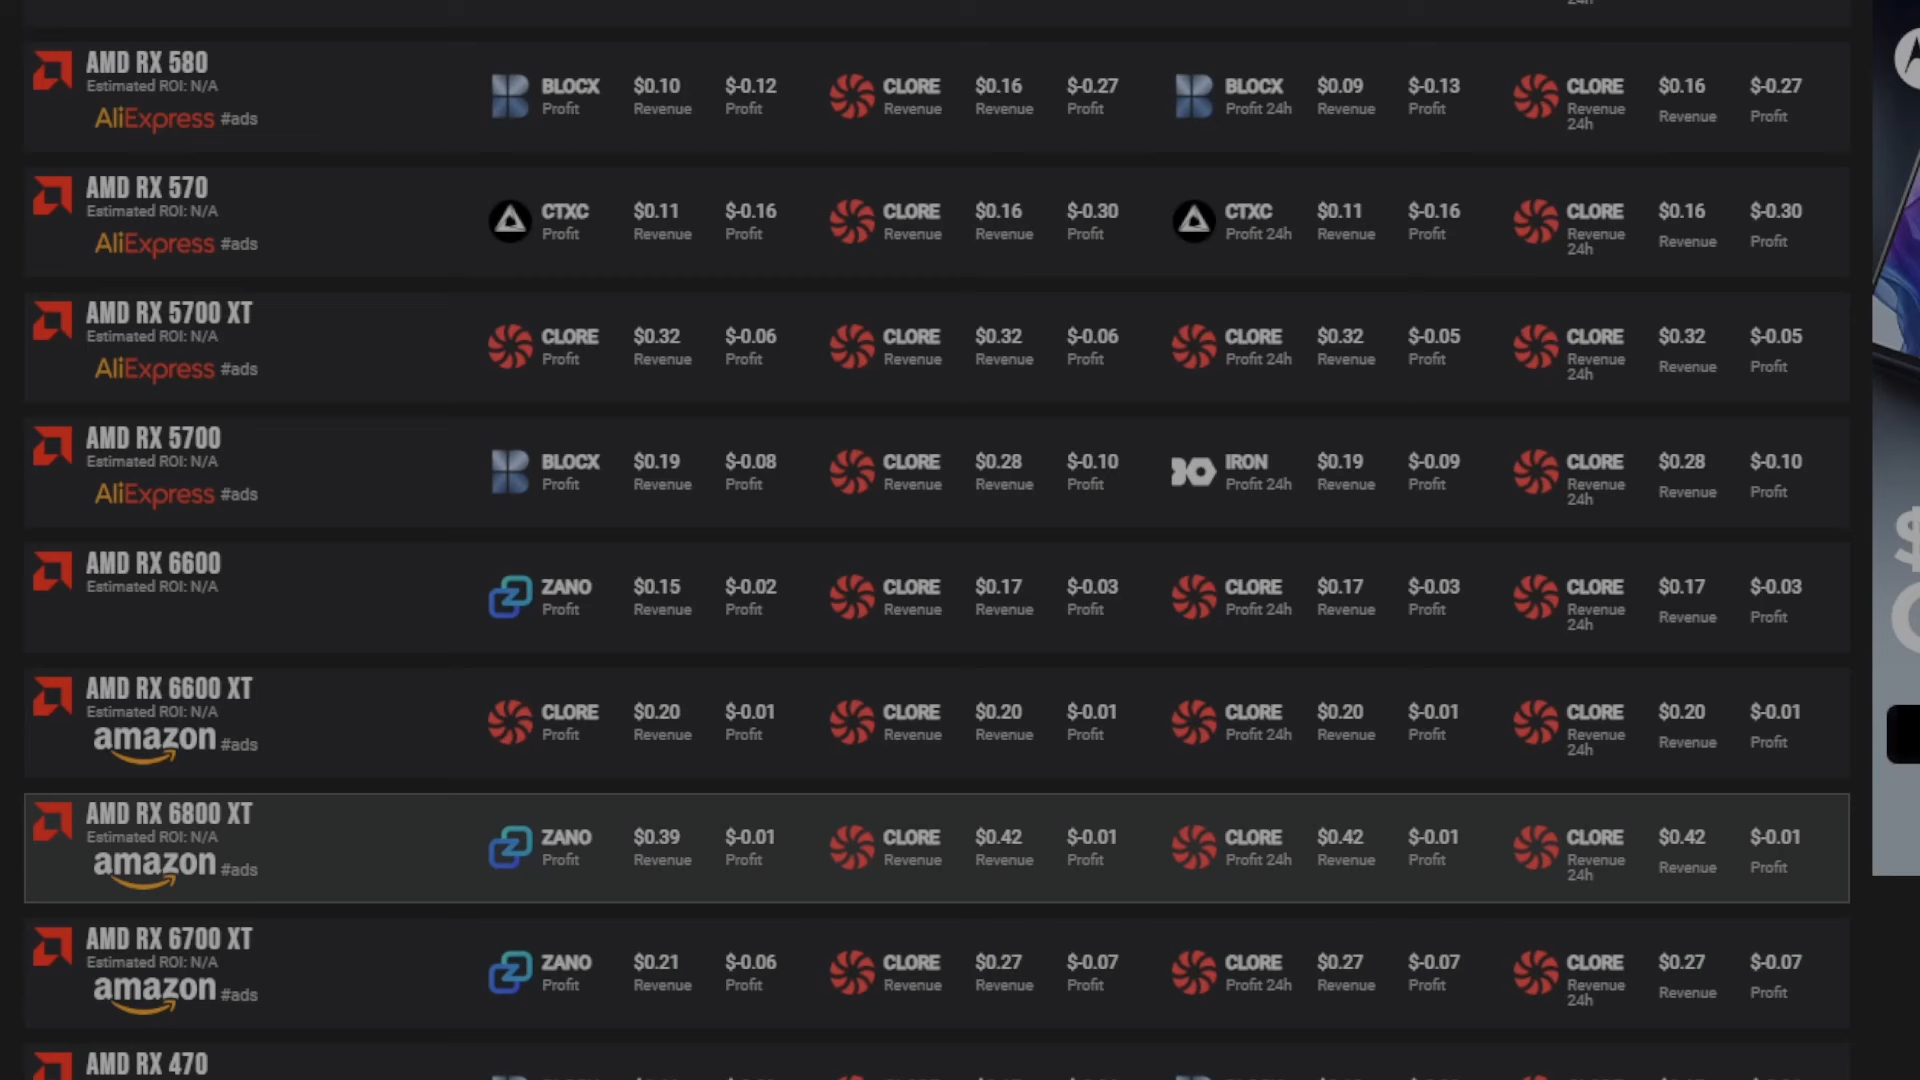 AMD RX 580
Estimated ROI: N/A
AliExpress #ads
BLOCX $0.10 $-0.12 CLORE $0.16 $-0.27 BLOCX $0.09 $-0.13 CLORE $0.16 $-0.27
Profit Revenue Profit Revenue Revenue Profit Profit 24h Revenue Profit Revenue 24h Revenue Profit
AMD RX 570
Estimated ROI: N/A
AliExpress #ads
CTXC $0.11 $-0.16 CLORE $0.16 $-0.30 CTXC $0.11 $-0.16 CLORE $0.16 $-0.30
Profit Revenue Profit Revenue Revenue Profit Profit 24h Revenue Profit Revenue 24h Revenue Profit
AMD RX 5700 XT
Estimated ROI: N/A
AliExpress #ads
CLORE $0.32 $-0.06 CLORE $0.32 $-0.06 CLORE $0.32 $-0.05 CLORE $0.32 $-0.05
Profit Revenue Profit Revenue Revenue Profit Profit 24h Revenue Profit Revenue 24h Revenue Profit
AMD RX 5700
Estimated ROI: N/A
AliExpress #ads
BLOCX $0.19 $-0.08 CLORE $0.28 $-0.10 IRON $0.19 $-0.09 CLORE $0.28 $-0.10
Profit Revenue Profit Revenue Revenue Profit Profit 24h Revenue Profit Revenue 24h Revenue Profit
AMD RX 6600
Estimated ROI: N/A
ZANO $0.15 $-0.02 CLORE $0.17 $-0.03 CLORE $0.17 $-0.03 CLORE $0.17 $-0.03
Profit Revenue Profit Revenue Revenue Profit Profit 24h Revenue Profit Revenue 24h Revenue Profit
AMD RX 6600 XT
Estimated ROI: N/A
amazon #ads
CLORE $0.20 $-0.01 CLORE $0.20 $-0.01 CLORE $0.20 $-0.01 CLORE $0.20 $-0.01
Profit Revenue Profit Revenue Revenue Profit Profit 24h Revenue Profit Revenue 24h Revenue Profit
AMD RX 6800 XT
Estimated ROI: N/A
amazon #ads
ZANO $0.39 $-0.01 CLORE $0.42 $-0.01 CLORE $0.42 $-0.01 CLORE $0.42 $-0.01
Profit Revenue Profit Revenue Revenue Profit Profit 24h Revenue Profit Revenue 24h Revenue Profit
AMD RX 6700 XT
Estimated ROI: N/A
amazon #ads
ZANO $0.21 $-0.06 CLORE $0.27 $-0.07 CLORE $0.27 $-0.07 CLORE $0.27 $-0.07
Profit Revenue Profit Revenue Revenue Profit Profit 24h Revenue Profit Revenue 24h Revenue Profit
AMD RX 470